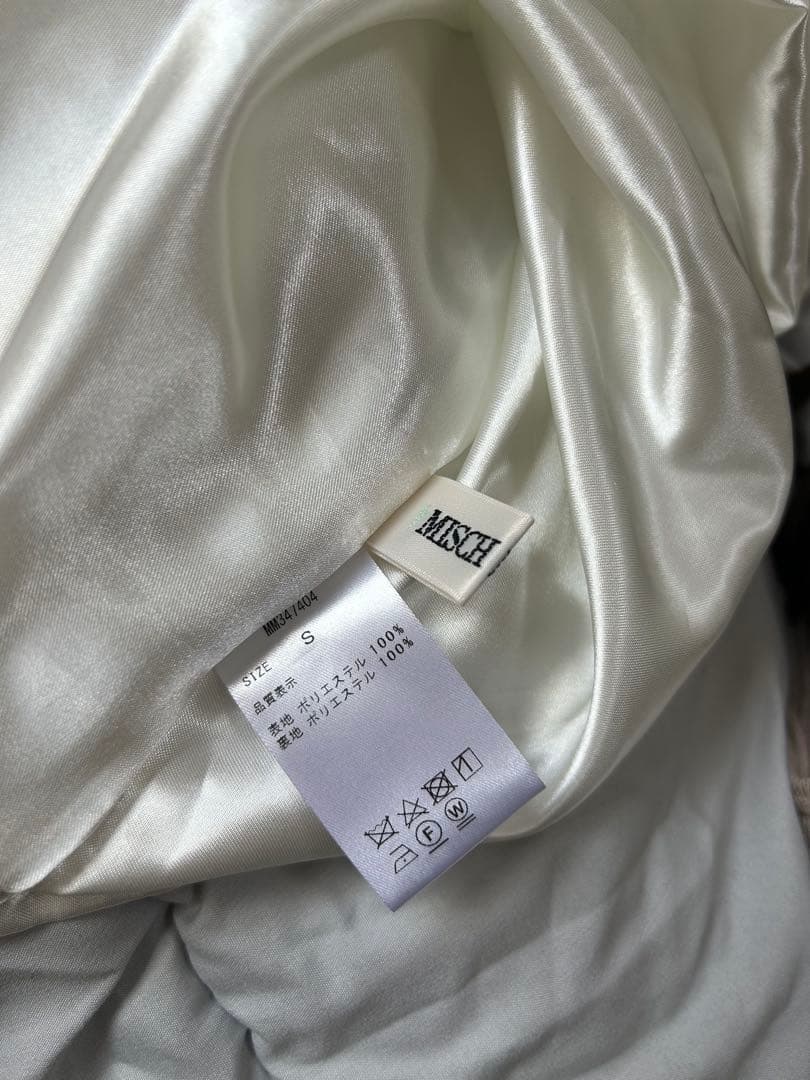 MISCH
MM347404
SIZE S
品質表示
表地 ポリエステル 100%
裏地 ポリエステル 100%
F W